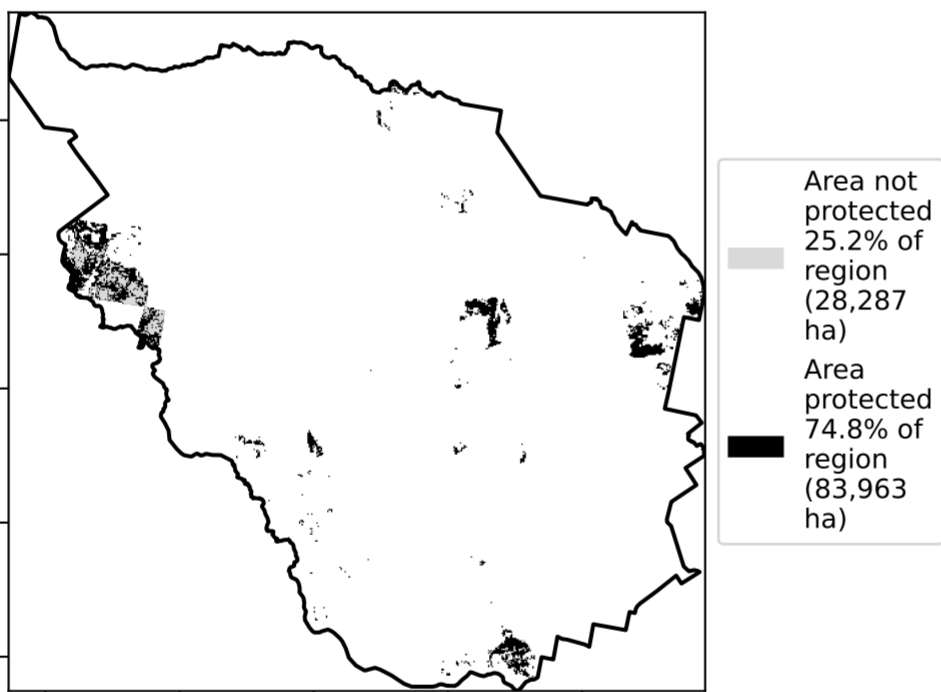 Area not
protected
25.2% of
region
(28,287
ha)
Area
protected
74.8% of
region
(83,963
ha)